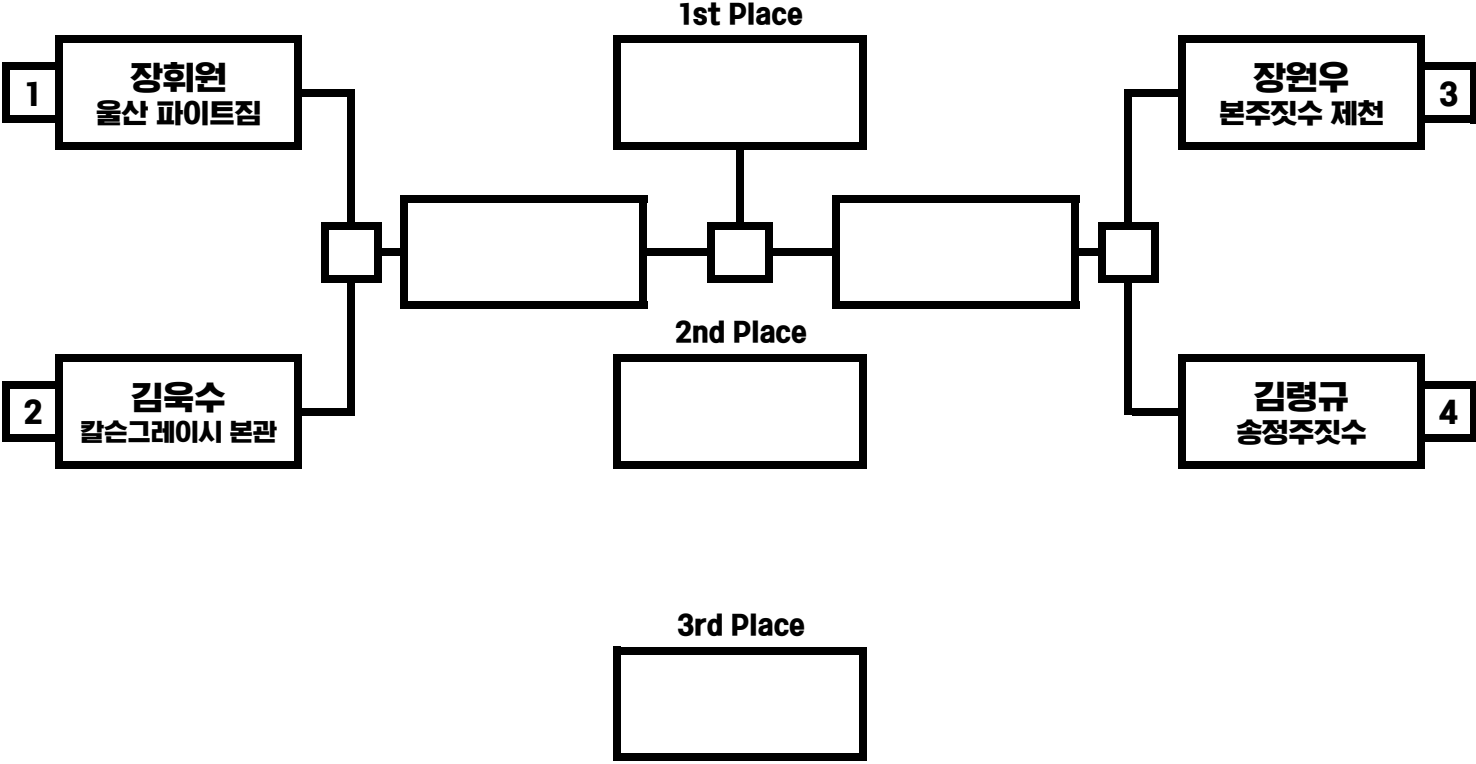 1st Place
1
장휘원
울산 파이트짐
장원우
본주짓수 제천
3
2nd Place
2
김욱수
칼슨그레이시 본관
김령규
송정주짓수
4
3rd Place